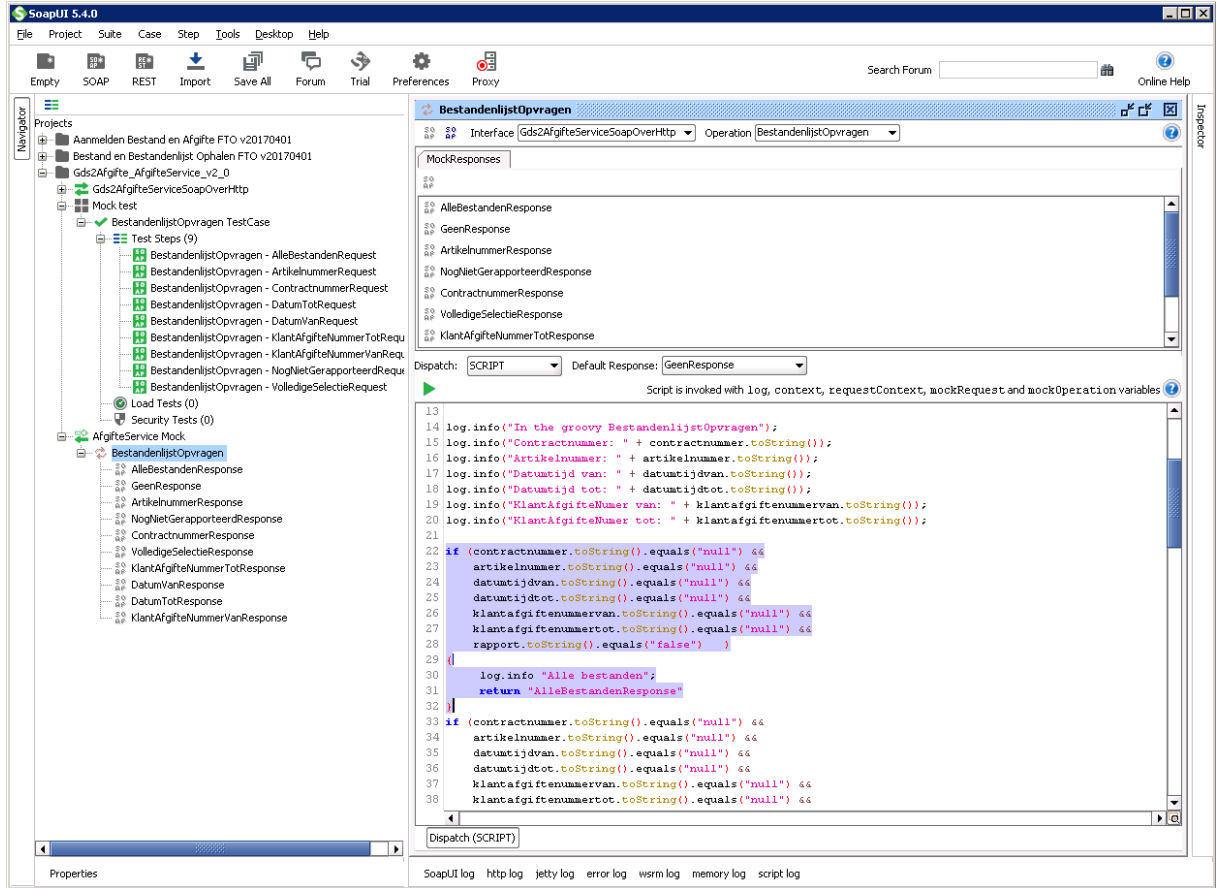 SoapUI 5.4.0
File Project Suite Case Step Tools Desktop Help
Empty SOAP REST Import Save All Forum Trial Preferences Proxy Search Forum Online Help
Navigator
Projects
Aanmelden Bestand en Afgifte FTO v20170401
Bestand en Bestandenlijst Ophalen FTO v20170401
Gds2Afgifte_AfgifteService_v2_0
Gds2AfgifteServiceSoapOverHttp
Mock test
BestandenlijstOpvragen TestCase
Test Steps (9)
BestandenlijstOpvragen - AlleBestandenRequest
BestandenlijstOpvragen - ArtikelnummerRequest
BestandenlijstOpvragen - ContractnummerRequest
BestandenlijstOpvragen - DatumTotRequest
BestandenlijstOpvragen - DatumVanRequest
BestandenlijstOpvragen - KlantAfgifteNummerTotRequ
BestandenlijstOpvragen - KlantAfgifteNummerVanRequ
BestandenlijstOpvragen - NogNietGerapporteerdReque
BestandenlijstOpvragen - VolledigeSelectieRequest
Load Tests (0)
Security Tests (0)
AfgifteService Mock
BestandenlijstOpvragen
AlleBestandenResponse
GeenResponse
ArtikelnummerResponse
NogNietGerapporteerdResponse
ContractnummerResponse
VolledigeSelectieResponse
KlantAfgifteNummerTotResponse
DatumVanResponse
DatumTotResponse
KlantAfgifteNummerVanResponse
Properties
BestandenlijstOpvragen
Interface Gds2AfgifteServiceSoapOverHttp Operation BestandenlijstOpvragen
MockResponses
AlleBestandenResponse
GeenResponse
ArtikelnummerResponse
NogNietGerapporteerdResponse
ContractnummerResponse
VolledigeSelectieResponse
KlantAfgifteNummerTotResponse
Dispatch: SCRIPT Default Response: GeenResponse
Script is invoked with log, context, requestContext, mockRequest and mockOperation variables
13
14 log.info("In the groovy BestandenlijstOpvragen");
15 log.info("Contractnummer: " + contractnummer.toString());
16 log.info("Artikelnummer: " + artikelnummer.toString());
17 log.info("Datumtijd van: " + datumtijdvan.toString());
18 log.info("Datumtijd tot: " + datumtijdtot.toString());
19 log.info("KlantAfgifteNumer van: " + klantafgiftenummervan.toString());
20 log.info("KlantAfgifteNumer tot: " + klantafgiftenummertot.toString());
21
22 if (contractnummer.toString().equals("null") &&
23 artikelnummer.toString().equals("null") &&
24 datumtijdvan.toString().equals("null") &&
25 datumtijdtot.toString().equals("null") &&
26 klantafgiftenummervan.toString().equals("null") &&
27 klantafgiftenummertot.toString().equals("null") &&
28 rapport.toString().equals("false") )
29 {
30 log.info "Alle bestanden";
31 return "AlleBestandenResponse"
32 }
33 if (contractnummer.toString().equals("null") &&
34 artikelnummer.toString().equals("null") &&
35 datumtijdvan.toString().equals("null") &&
36 datumtijdtot.toString().equals("null") &&
37 klantafgiftenummervan.toString().equals("null") &&
38 klantafgiftenummertot.toString().equals("null") &&
Dispatch (SCRIPT)
SoapUI log http log jetty log error log wsrm log memory log script log
Inspector